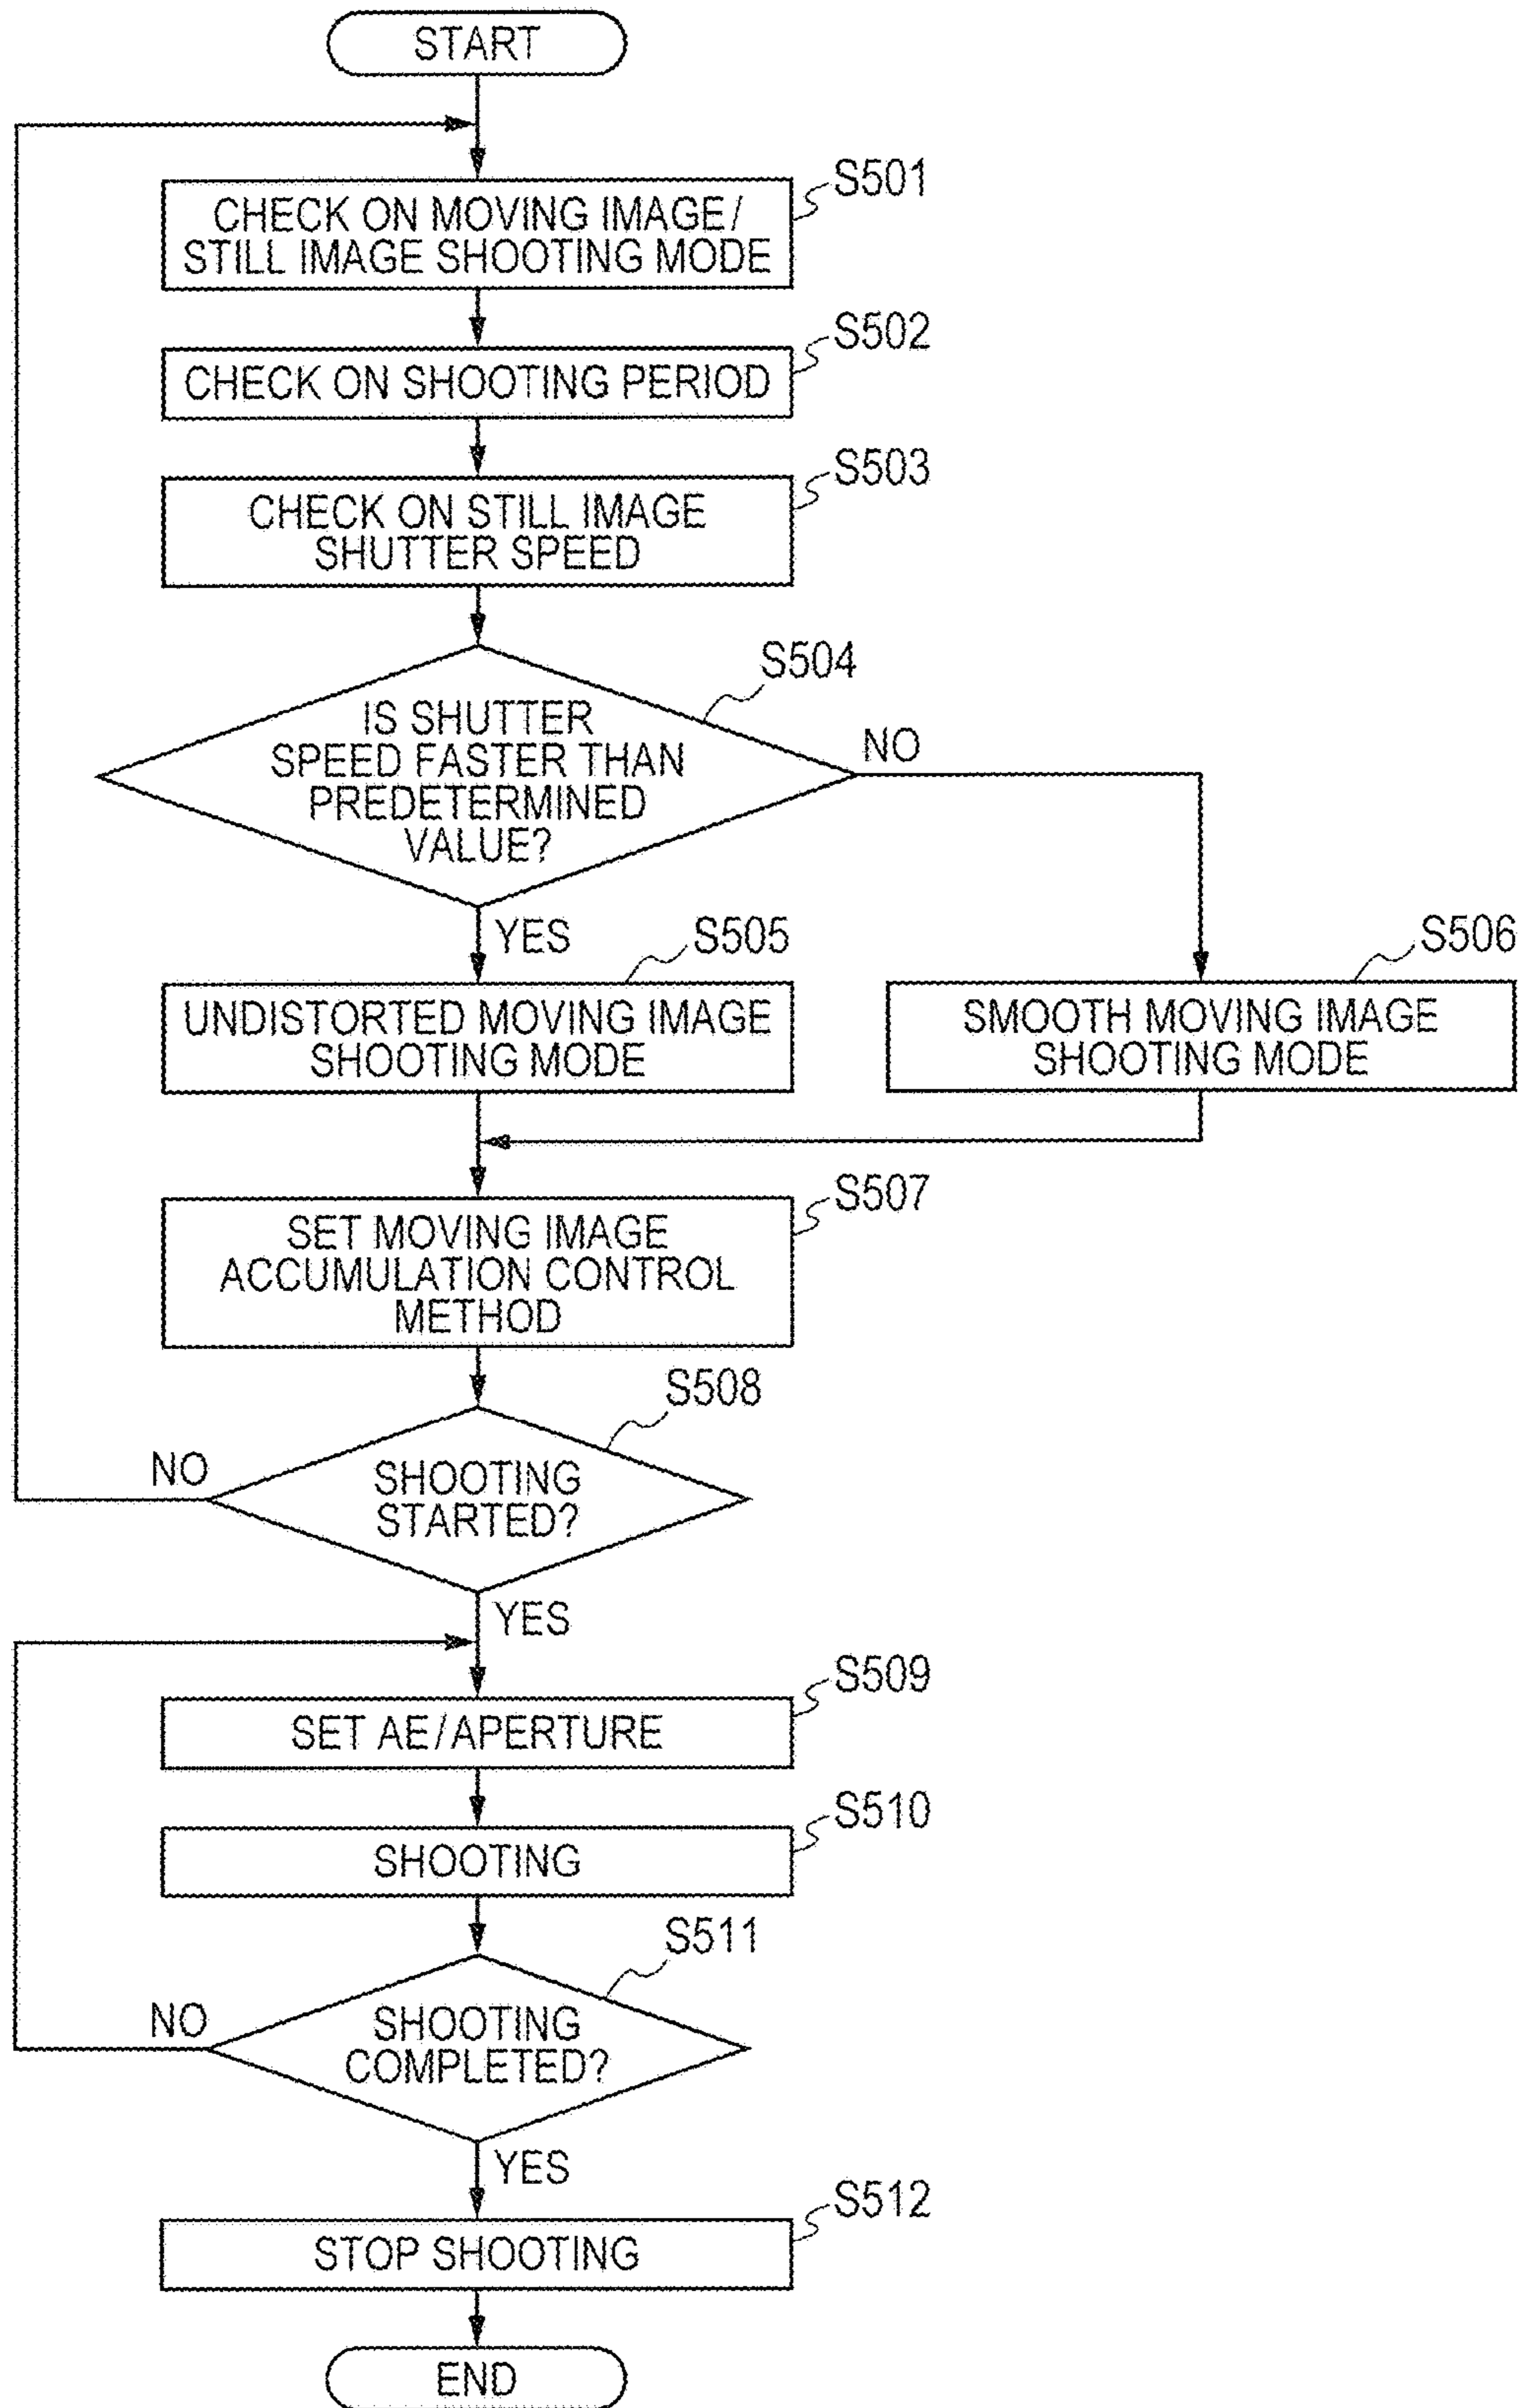 START
S501
CHECK ON MOVING IMAGE/
STILL IMAGE SHOOTING MODE
S502
CHECK ON SHOOTING PERIOD
S503
CHECK ON STILL IMAGE
SHUTTER SPEED
S504
IS SHUTTER
SPEED FASTER THAN
PREDETERMINED
VALUE?
NO
YES
S505
UNDISTORTED MOVING IMAGE
SHOOTING MODE
S506
SMOOTH MOVING IMAGE
SHOOTING MODE
S507
SET MOVING IMAGE
ACCUMULATION CONTROL
METHOD
S508
SHOOTING
STARTED?
NO
YES
S509
SET AE/APERTURE
S510
SHOOTING
S511
SHOOTING
COMPLETED?
NO
YES
S512
STOP SHOOTING
END